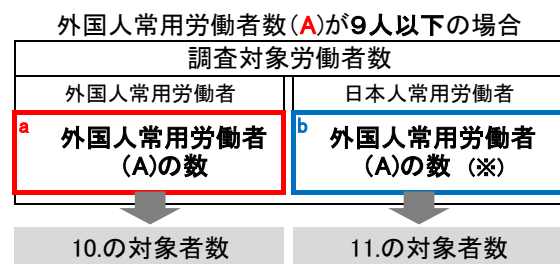 外国人常用労働者数(A)が9人以下の場合
調査対象労働者数
外国人常用労働者 日本人常用労働者
a 外国人常用労働者 b 外国人常用労働者
(A)の数 (A)の数 (※)
10.の対象者数 11.の対象者数